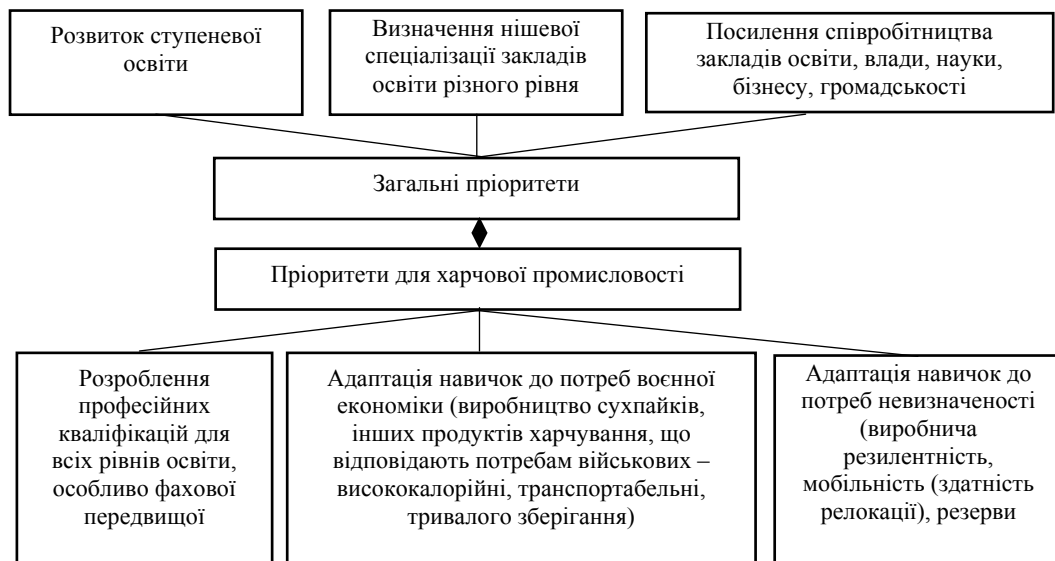 Розвиток ступеневої
освіти
Визначення нішевої
спеціалізації закладів
освіти різного рівня
Посилення співробітництва
закладів освіти, влади, науки,
бізнесу, громадськості
Загальні пріоритети
Пріоритети для харчової промисловості
Розроблення
професійних
кваліфікацій для
всіх рівнів освіти,
особливо фахової
передвищої
Адаптація навичок до потреб воєнної
економіки (виробництво сухпайків,
інших продуктів харчування, що
відповідають потребам військових –
висококалорійні, транспортабельні,
тривалого зберігання)
Адаптація навичок до
потреб невизначеності
(виробнича
резилентність,
мобільність (здатність
релокації), резерви